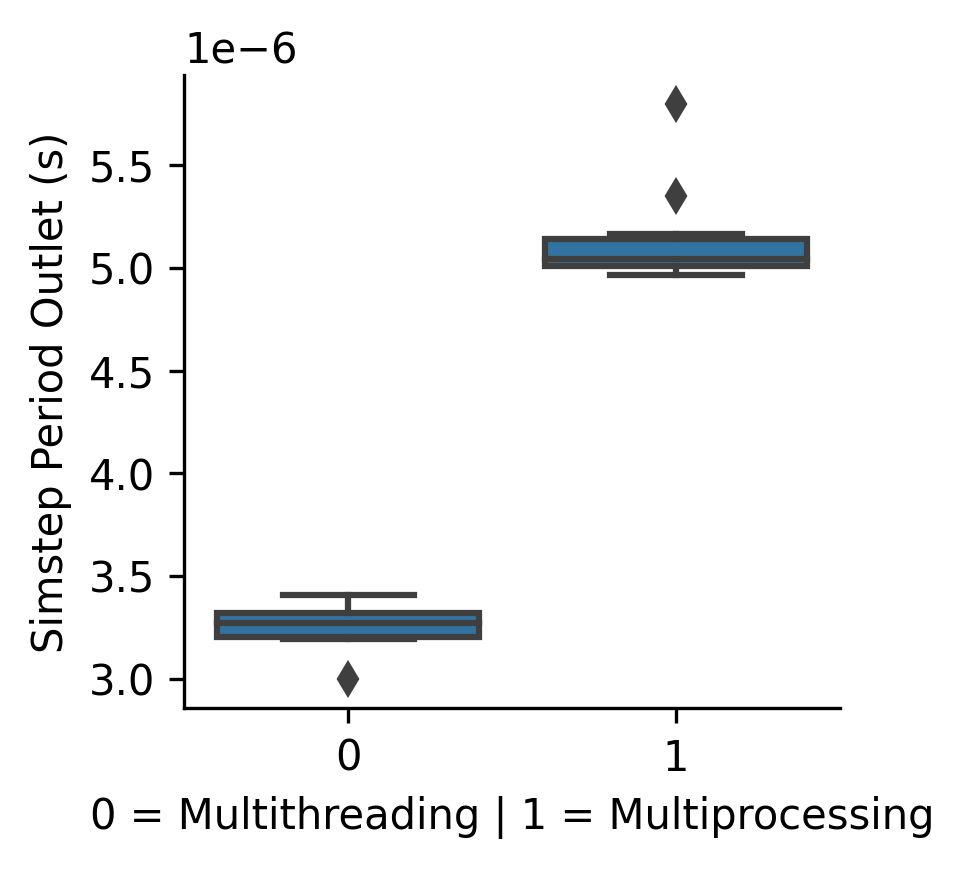 1e−6
Simstep Period Outlet (s)
5.5
5.0
4.5
4.0
3.5
3.0
0 1
0 = Multithreading | 1 = Multiprocessing